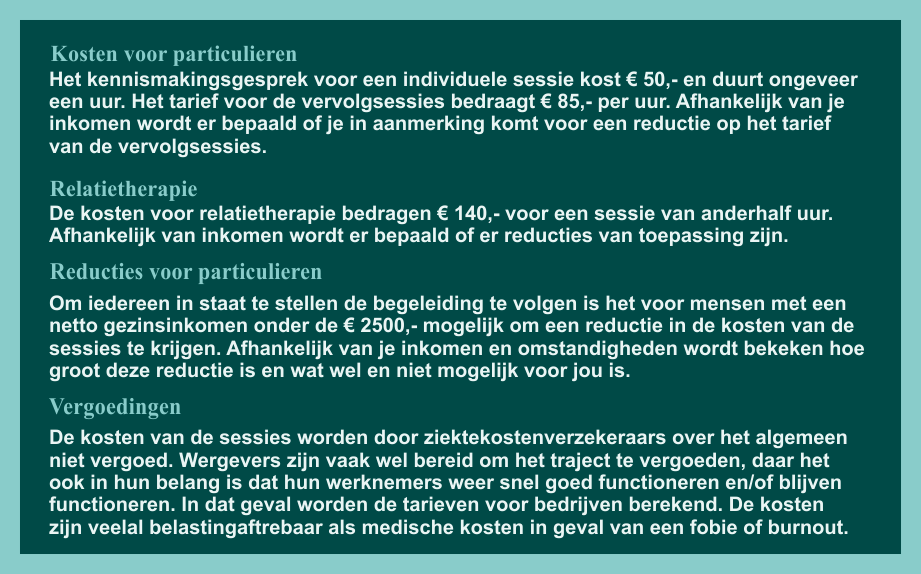 Kosten voor particulieren
Het kennismakingsgesprek voor een individuele sessie kost € 50,- en duurt ongeveer
een uur. Het tarief voor de vervolgsessies bedraagt € 85,- per uur. Afhankelijk van je
inkomen wordt er bepaald of je in aanmerking komt voor een reductie op het tarief
van de vervolgsessies.
Relatietherapie
De kosten voor relatietherapie bedragen € 140,- voor een sessie van anderhalf uur.
Afhankelijk van inkomen wordt er bepaald of er reducties van toepassing zijn.
Reducties voor particulieren
Om iedereen in staat te stellen de begeleiding te volgen is het voor mensen met een
netto gezinsinkomen onder de € 2500,- mogelijk om een reductie in de kosten van de
sessies te krijgen. Afhankelijk van je inkomen en omstandigheden wordt bekeken hoe
groot deze reductie is en wat wel en niet mogelijk voor jou is.
Vergoedingen
De kosten van de sessies worden door ziektekostenverzekeraars over het algemeen
niet vergoed. Wergevers zijn vaak wel bereid om het traject te vergoeden, daar het
ook in hun belang is dat hun werknemers weer snel goed functioneren en/of blijven
functioneren. In dat geval worden de tarieven voor bedrijven berekend. De kosten
zijn veelal belastingaftrebaar als medische kosten in geval van een fobie of burnout.